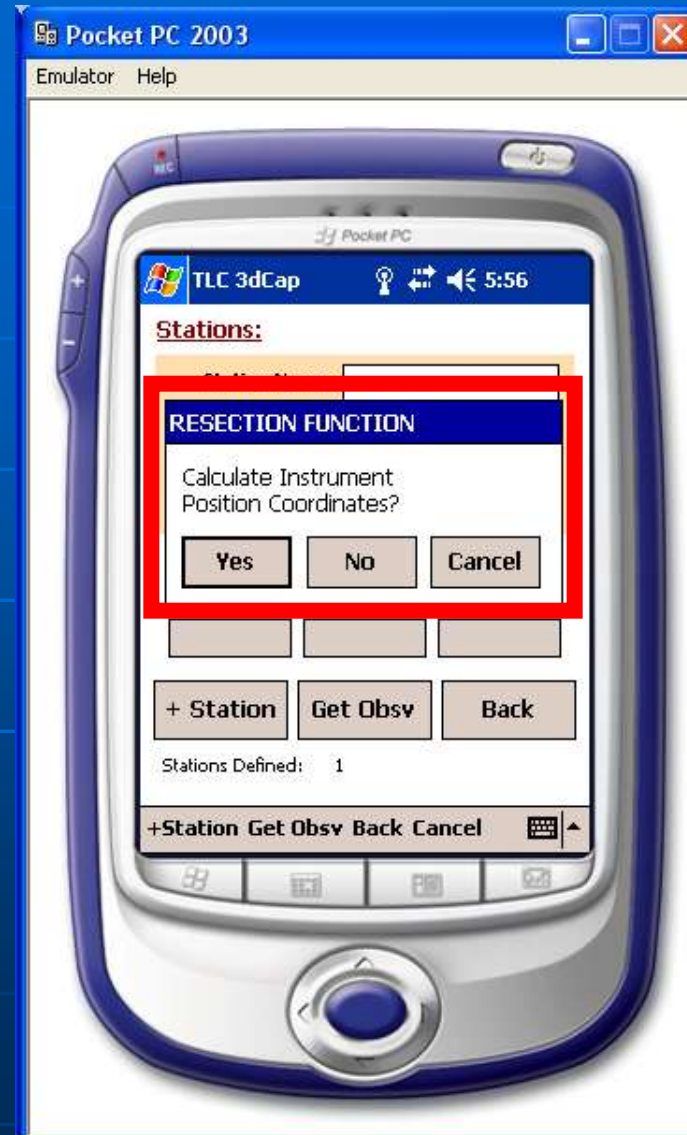 Pocket PC 2003
Emulator Help
REC
Pocket PC
TLC 3dCap 5:56
Stations:
RESECTION FUNCTION
Calculate Instrument
Position Coordinates?
Yes No Cancel
+ Station Get Obsv Back
Stations Defined: 1
+Station Get Obsv Back Cancel